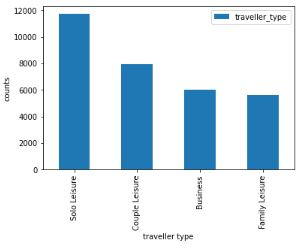 12000
10000
8000
6000
4000
2000
0
counts
traveller_type
Solo Leisure
Couple Leisure
Business
Family Leisure
traveller type